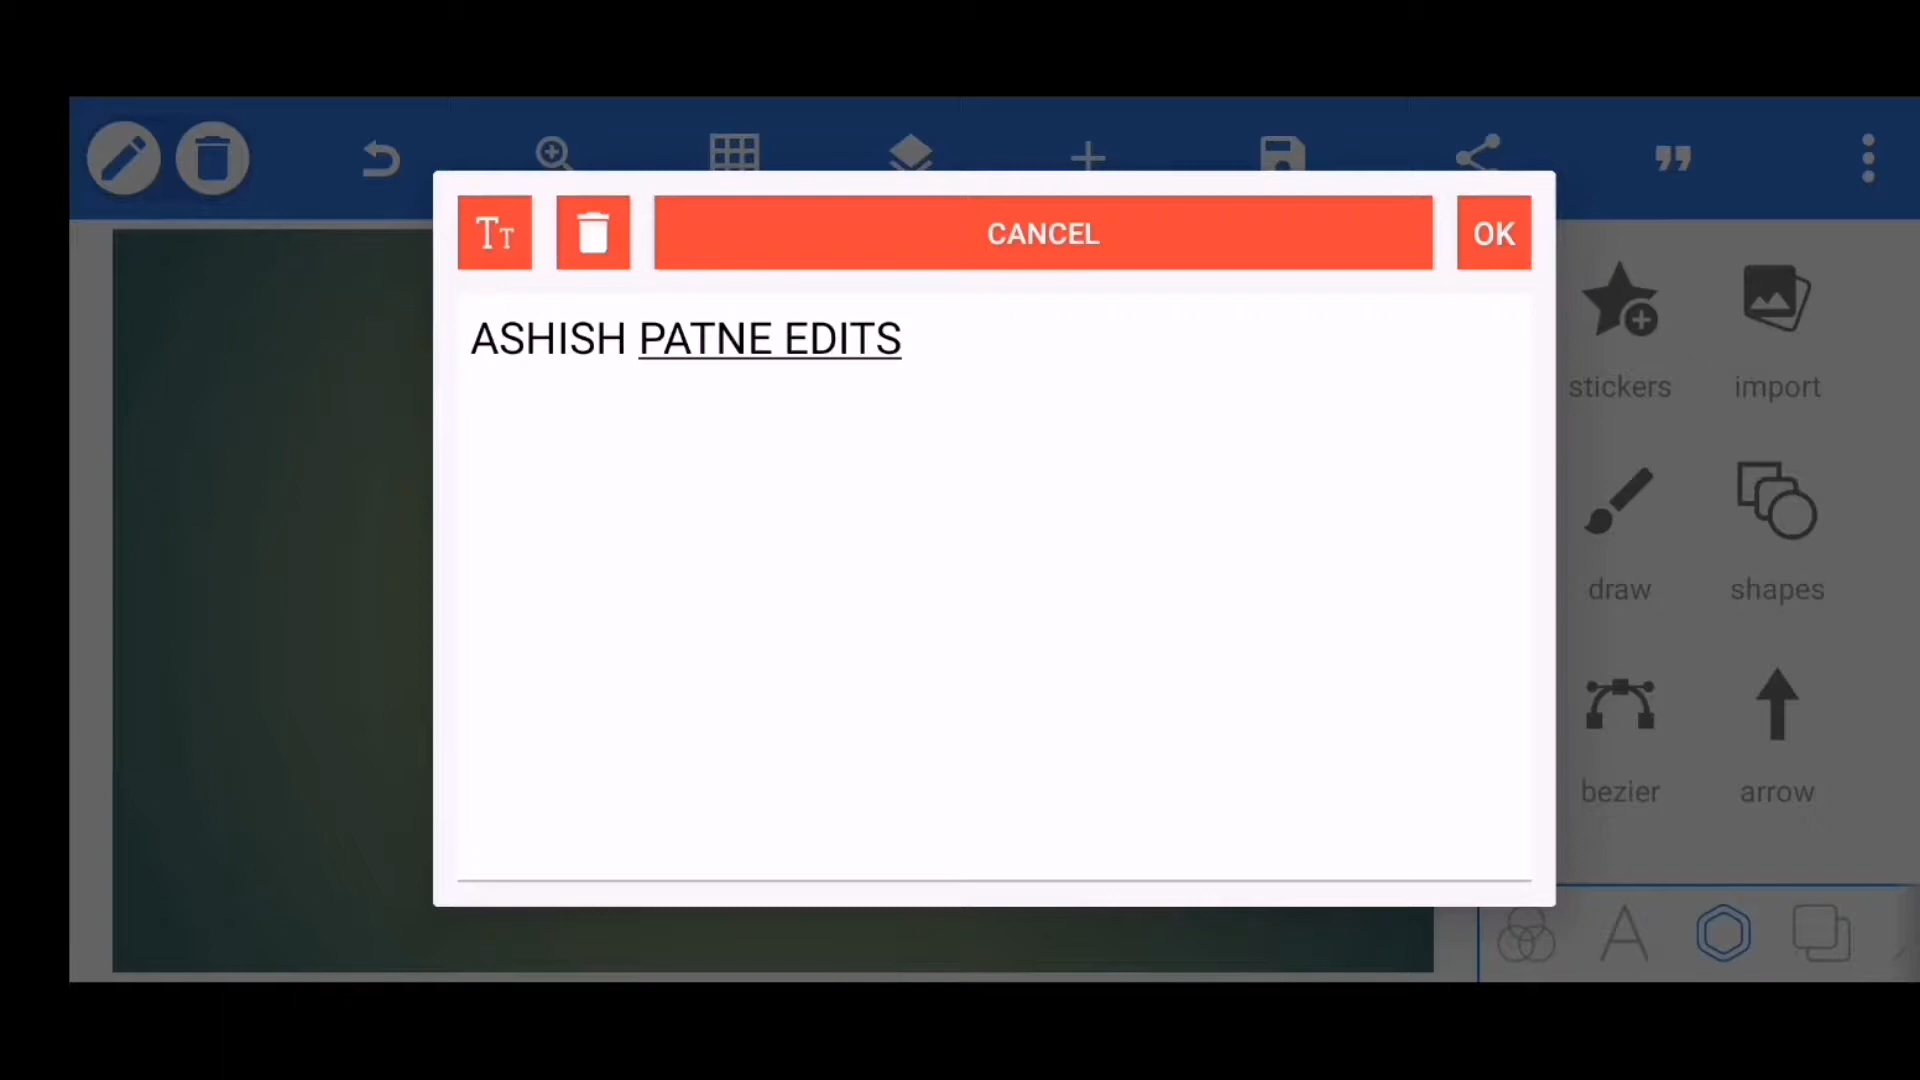 CANCEL
OK
ASHISH PATNE EDITS
stickers
import
draw
shapes
bezier
arrow